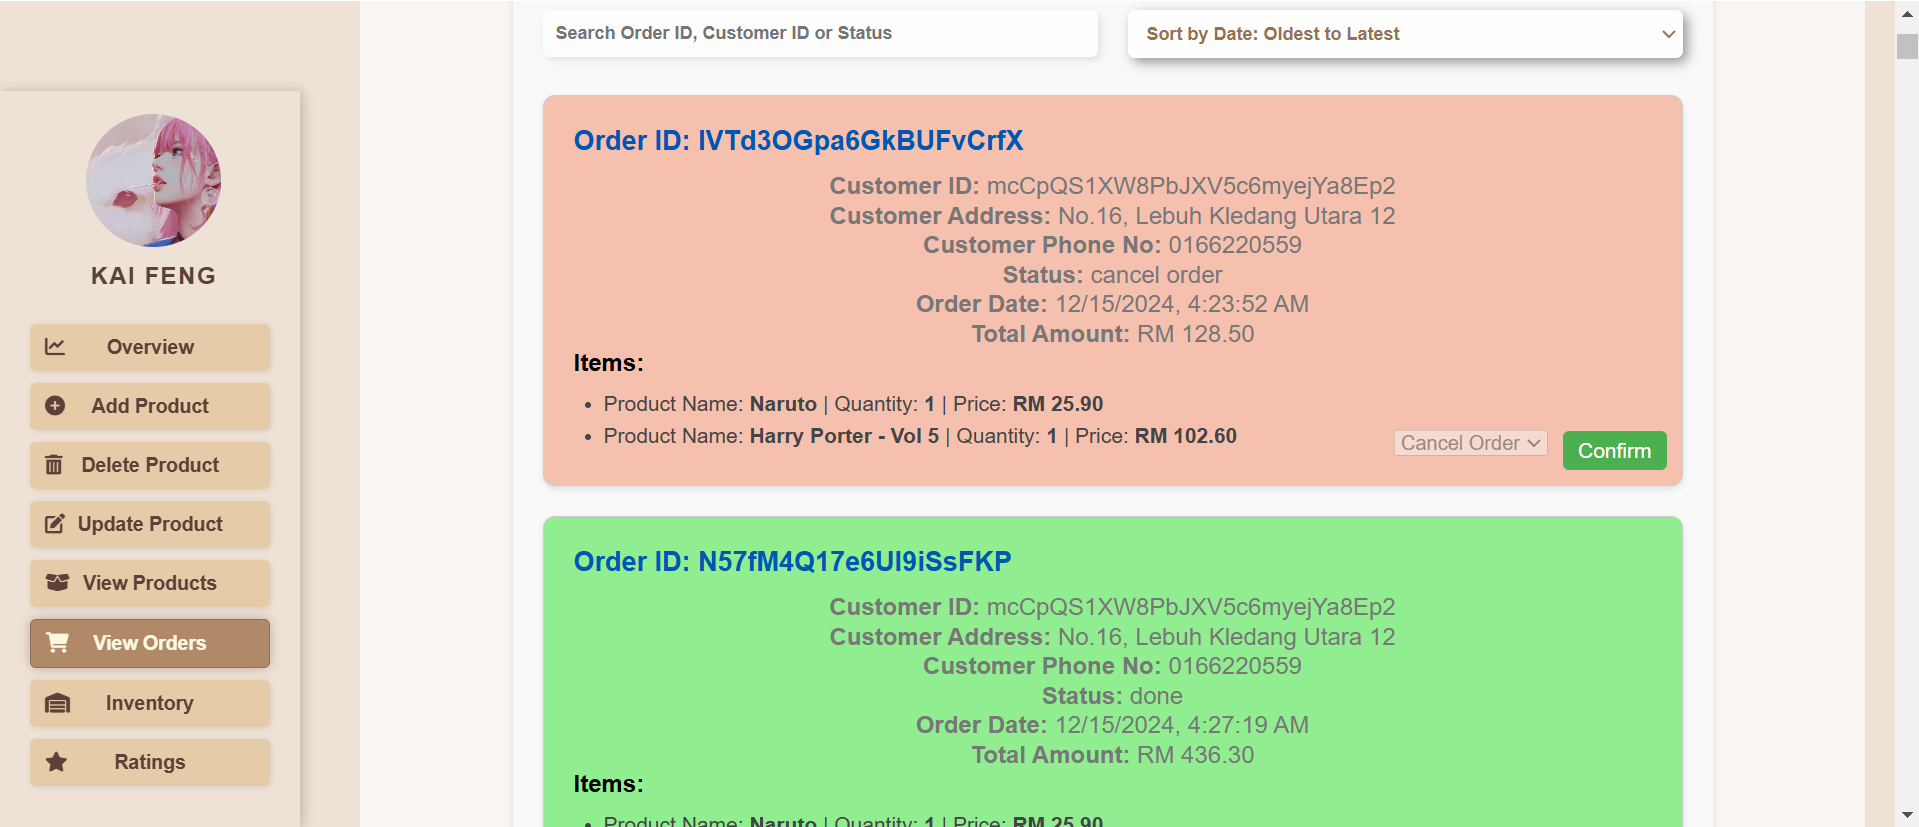 Search Order ID, Customer ID or Status
Sort by Date: Oldest to Latest
KAI FENG
Overview
Add Product
Delete Product
Update Product
View Products
View Orders
Inventory
Ratings
Order ID: IVTd3OGpa6GkBUFvCrfX
Customer ID: mcCpQS1XW8PbJXV5c6myejYa8Ep2
Customer Address: No.16, Lebuh Kledang Utara 12
Customer Phone No: 0166220559
Status: cancel order
Order Date: 12/15/2024, 4:23:52 AM
Total Amount: RM 128.50
Items:
• Product Name: Naruto | Quantity: 1 | Price: RM 25.90
• Product Name: Harry Porter - Vol 5 | Quantity: 1 | Price: RM 102.60
Cancel Order
Confirm
Order ID: N57fM4Q17e6UI9iSsFKP
Customer ID: mcCpQS1XW8PbJXV5c6myejYa8Ep2
Customer Address: No.16, Lebuh Kledang Utara 12
Customer Phone No: 0166220559
Status: done
Order Date: 12/15/2024, 4:27:19 AM
Total Amount: RM 436.30
Items:
• Product Name: Naruto | Quantity: 1 | Price: RM 25.90